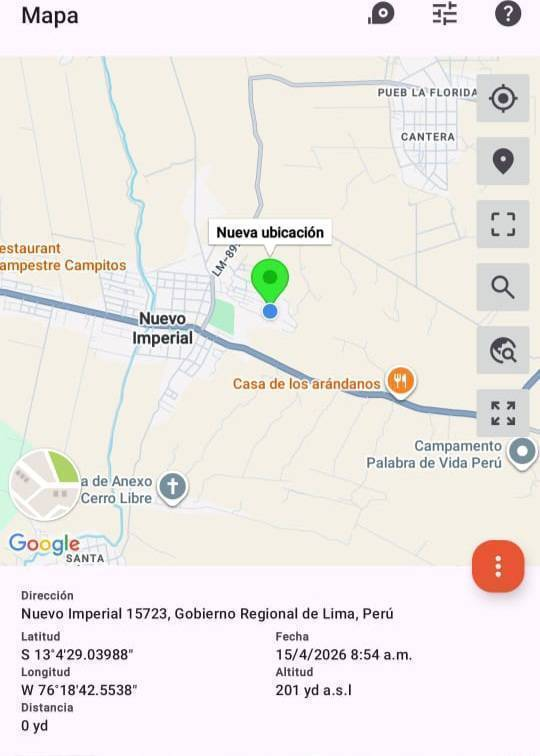 Mapa
PUEB LA FLORIDA
CANTERA
Nueva ubicación
estaurant
ampestre Campitos
Nuevo
Imperial
Casa de los arándanos
Campamento
Palabra de Vida Perú
a de Anexo
Cerro Libre
Google
SANTA
Dirección
Nuevo Imperial 15723, Gobierno Regional de Lima, Perú
Latitud
S 13°4'29.03988"
Fecha
15/4/2026 8:54 a.m.
Longitud
W 76°18'42.5538"
Altitud
201 yd a.s.l
Distancia
0 yd